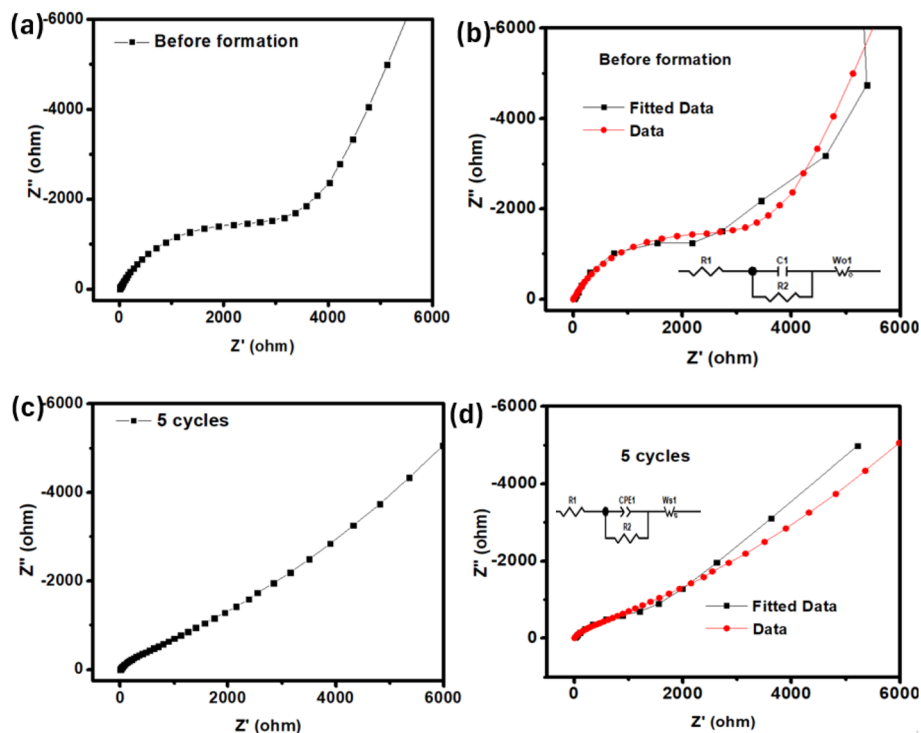 (a)
Before formation
-6000
-4000
-2000
0
Z'' (ohm)
0 2000 4000 6000
Z' (ohm)
(b)
Before formation
Fitted Data
Data
-6000
-4000
-2000
0
Z'' (ohm)
R1 C1 Wo1
R2
0 2000 4000 6000
Z' (ohm)
(c)
5 cycles
-6000
-4000
-2000
0
Z'' (ohm)
0 2000 4000 6000
Z' (ohm)
(d)
5 cycles
-6000
-4000
-2000
0
Z'' (ohm)
R1 CPE1 Ws1
R2
Fitted Data
Data
0 2000 4000 6000
Z' (ohm)